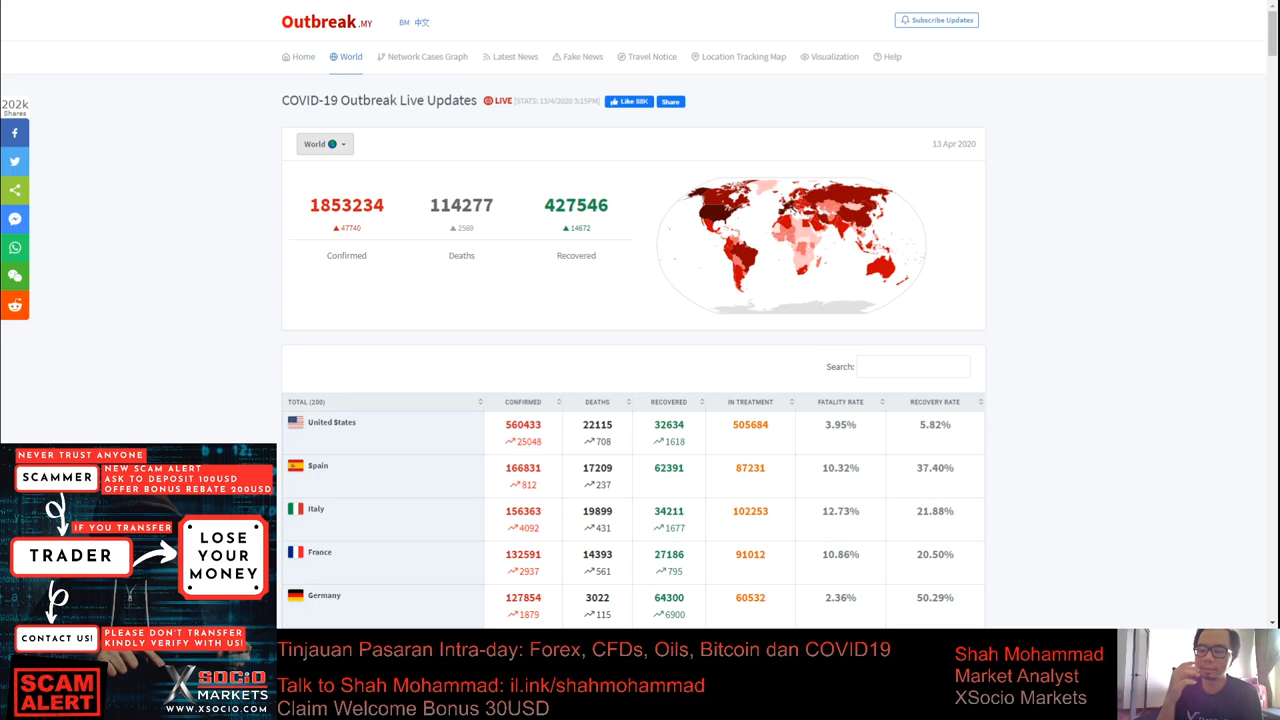 Outbreak.MY
BM 中文
Subscribe Updates
Home World Network Cases Graph Latest News Fake News Travel Notice Location Tracking Map Visualization Help
202k
Shares
COVID-19 Outbreak Live Updates LIVE [STATS: 13/4/2020 3:15PM] Like 88K Share
World
13 Apr 2020
1853234 114277 427546
47740 2569 14672
Confirmed Deaths Recovered
Search:
TOTAL (200) CONFIRMED DEATHS RECOVERED IN TREATMENT FATALITY RATE RECOVERY RATE
United States 560433 22115 32634 505684 3.95% 5.82%
25048 708 1618
Spain 166831 17209 62391 87231 10.32% 37.40%
812 237
Italy 156363 19899 34211 102253 12.73% 21.88%
4092 431 1677
France 132591 14393 27186 91012 10.86% 20.50%
2937 561 795
Germany 127854 3022 64300 60532 2.36% 50.29%
1879 115 6900
NEVER TRUST ANYONE
SCAMMER
NEW SCAM ALERT
ASK TO DEPOSIT 100USD
OFFER BONUS REBATE 200USD
IF YOU TRANSFER
TRADER
LOSE
YOUR
MONEY
CONTACT US!
PLEASE DON'T TRANSFER
KINDLY VERIFY WITH US!
SCAM
ALERT
XSOCIO
MARKETS
WWW.XSOCIO.COM
Tinjauan Pasaran Intra-day: Forex, CFDs, Oils, Bitcoin dan COVID19
Talk to Shah Mohammad: il.ink/shahmohammad
Claim Welcome Bonus 30USD
Shah Mohammad
Market Analyst
XSocio Markets